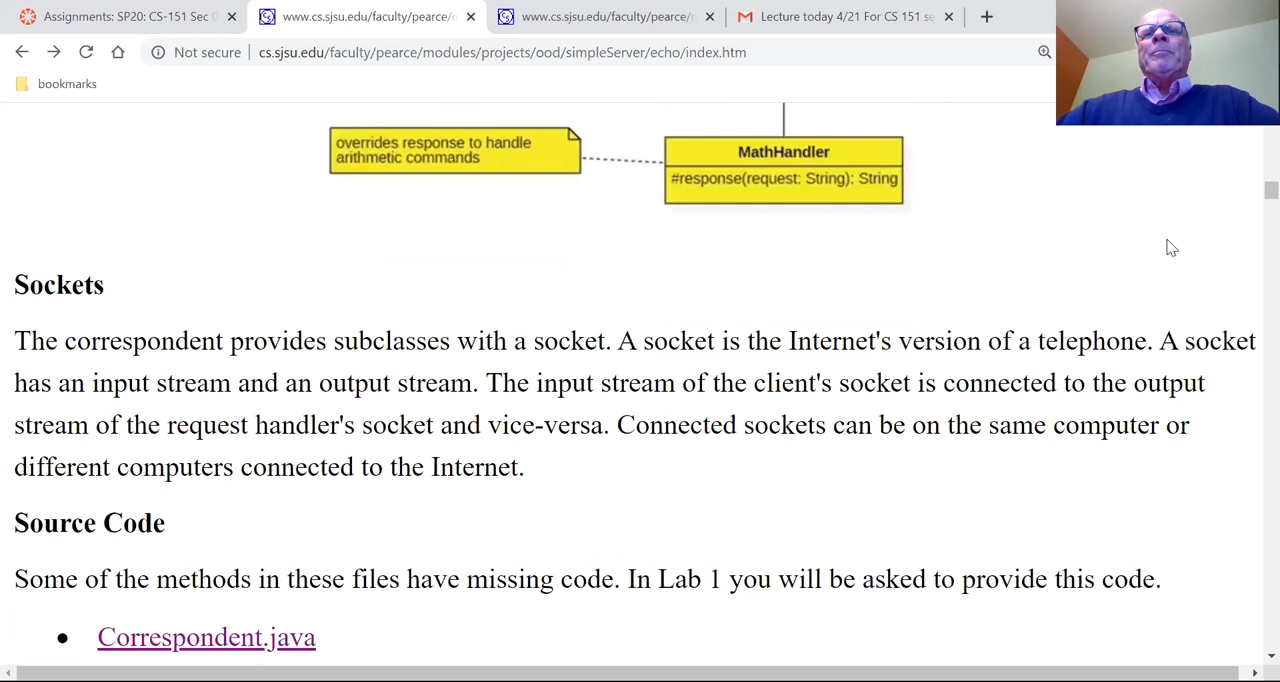 Assignments: SP20: CS-151 Sec
www.cs.sjsu.edu/faculty/pearce/
www.cs.sjsu.edu/faculty/pearce/
Lecture today 4/21 For CS 151 se
Not secure
cs.sjsu.edu/faculty/pearce/modules/projects/ood/simpleServer/echo/index.htm
bookmarks
overrides response to handle
arithmetic commands
MathHandler
#response(request: String): String
Sockets
The correspondent provides subclasses with a socket. A socket is the Internet's version of a telephone. A socket
has an input stream and an output stream. The input stream of the client's socket is connected to the output
stream of the request handler's socket and vice-versa. Connected sockets can be on the same computer or
different computers connected to the Internet.
Source Code
Some of the methods in these files have missing code. In Lab 1 you will be asked to provide this code.
• Correspondent.java